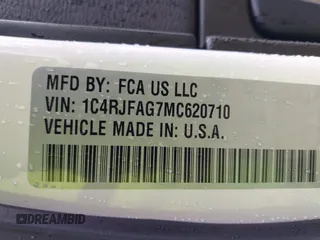 MFD BY: FCA US LLC
VIN: 1C4RJFAG7MC620710
VEHICLE MADE IN: U.S.A.
DREAMBID